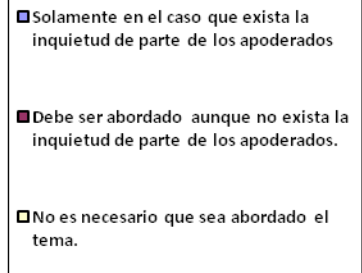 Solamente en el caso que exista la
inquietud de parte de los apoderados
Debe ser abordado aunque no exista la
inquietud de parte de los apoderados.
No es necesario que sea abordado el
tema.